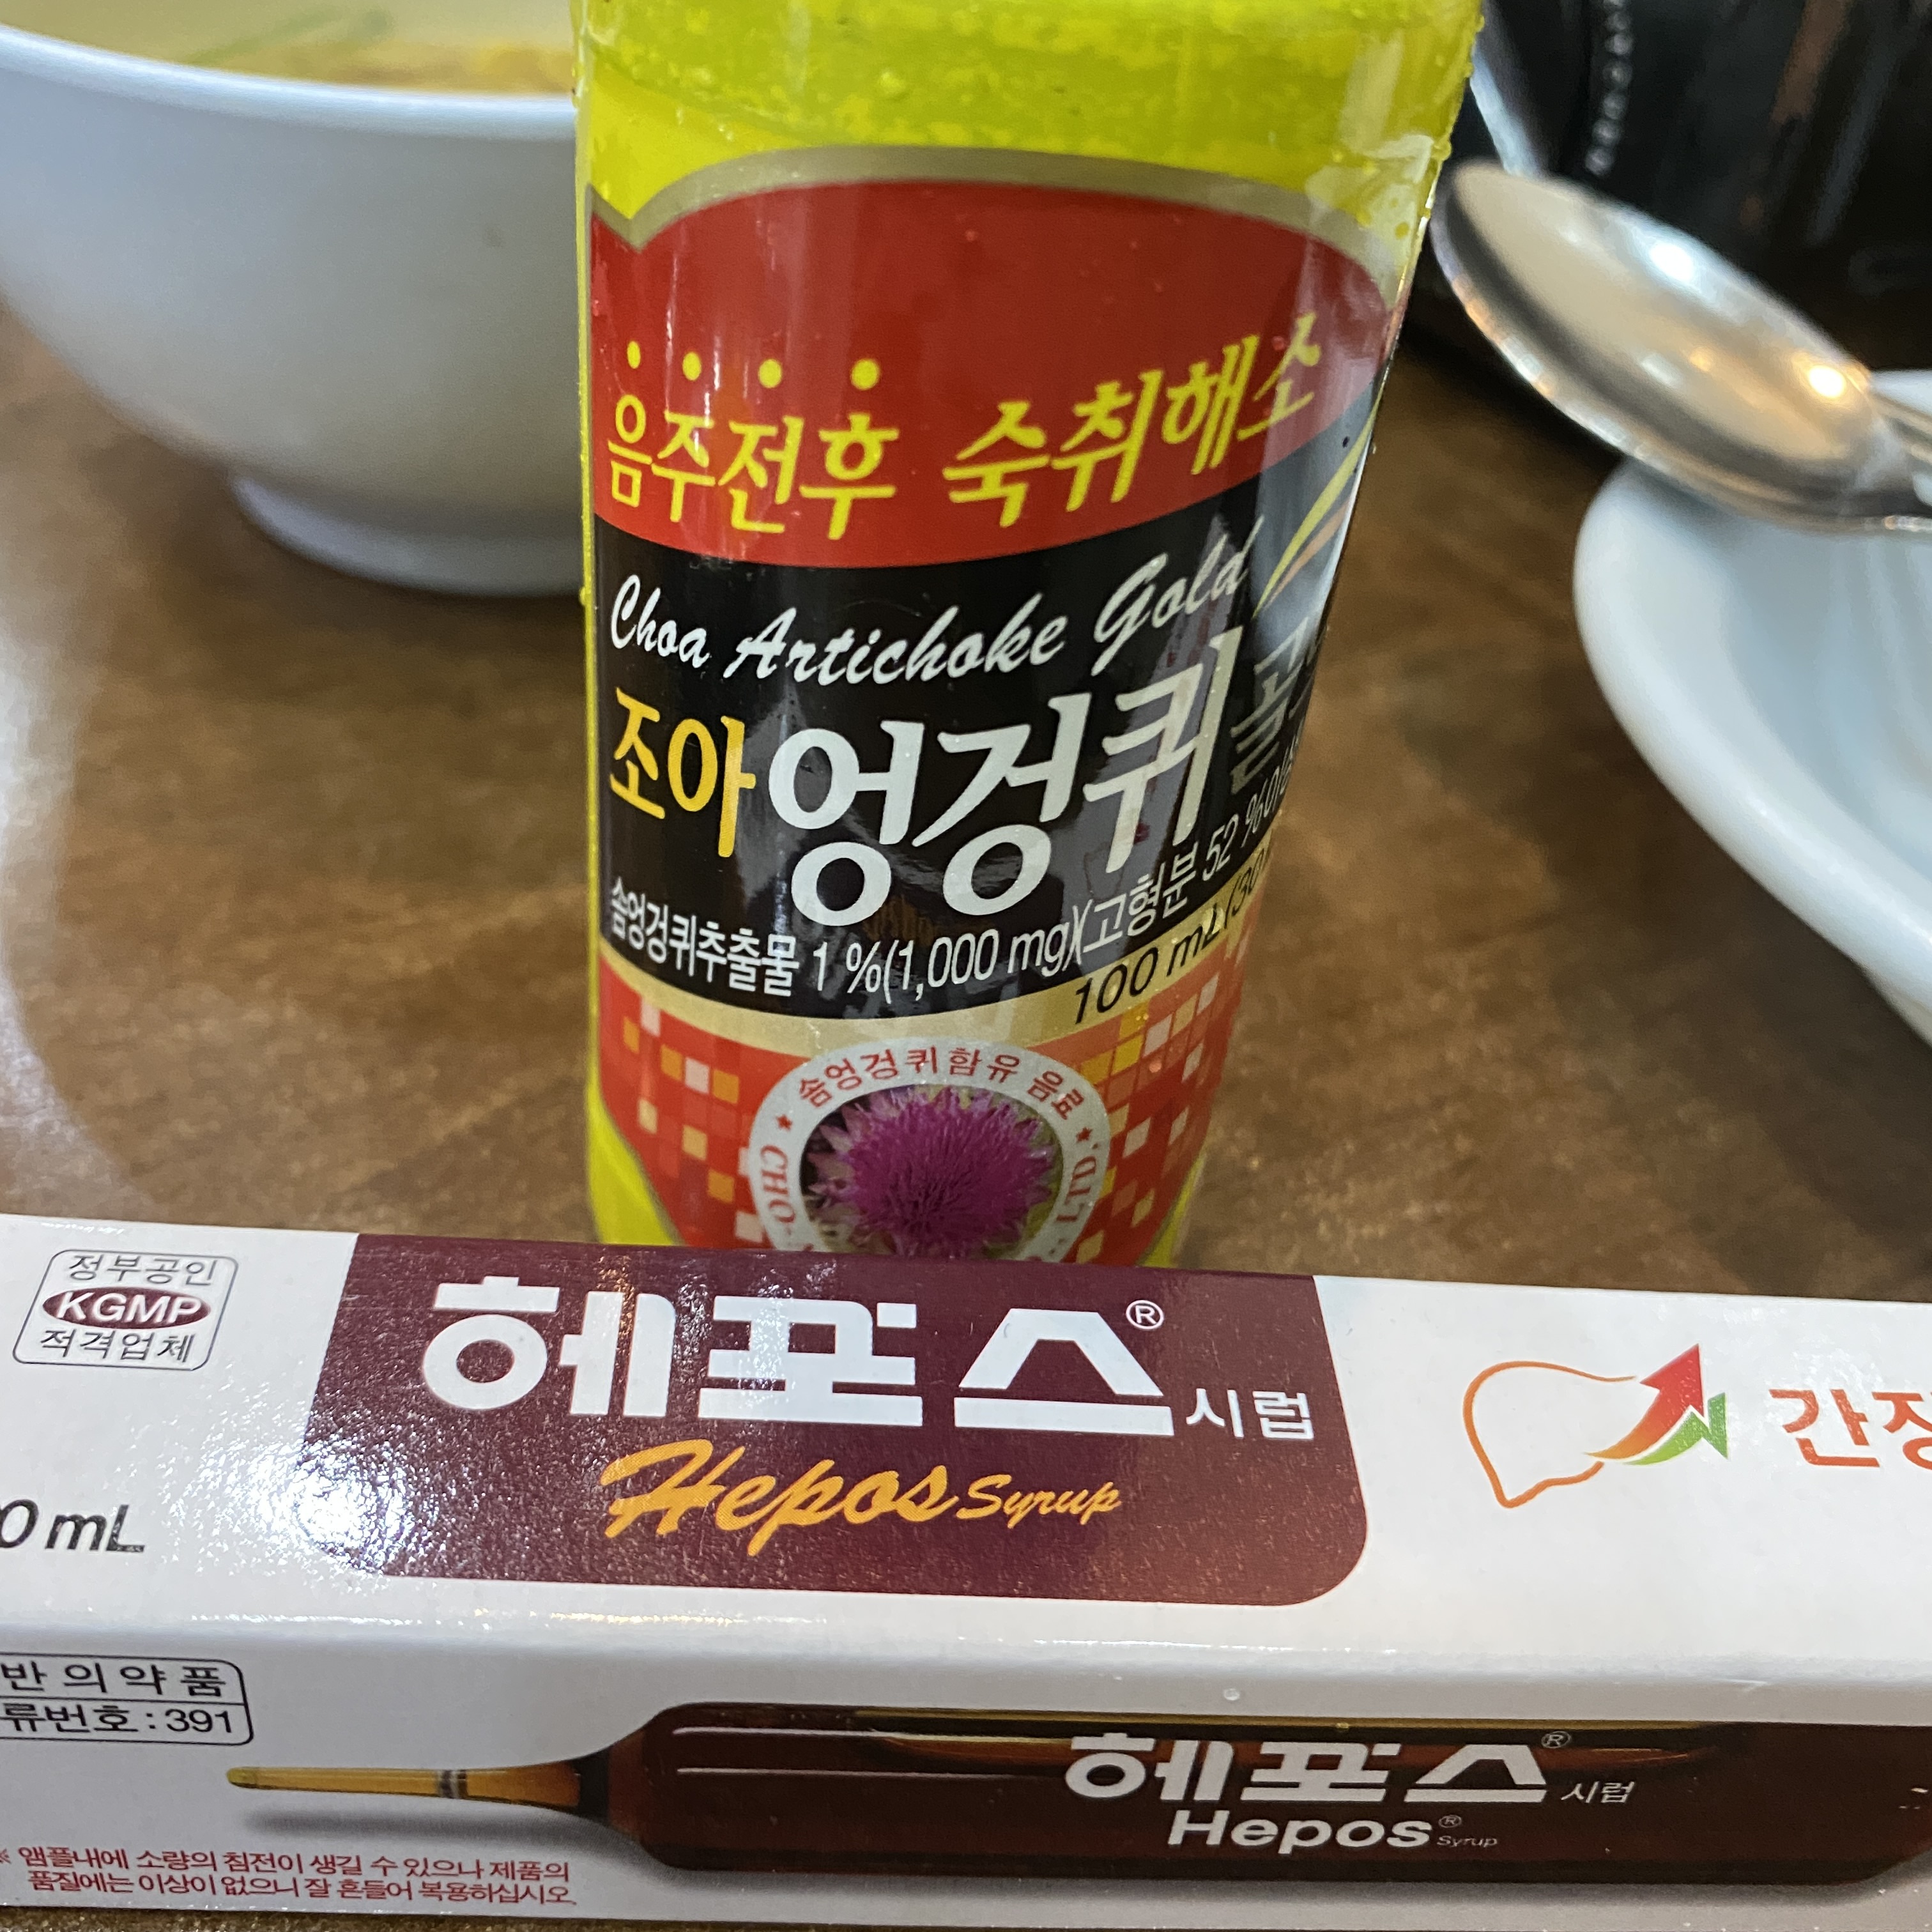 음주전후 숙취해소
Choa Artichoke Gold
조아 엉겅퀴
솜엉겅퀴추출물 1 %(1,000 mg)(고형분 52 %
100 mL
솜엉겅퀴함유 음료
CHO
LTD.
정부공인
KGMP
적격업체
헤포스® 시럽
Hepos Syrup
mL
반 의 약 품
류번호 : 391
헤포스® 시럽
Hepos® Syrup
※ 앰플내에 소량의 침전이 생길 수 있으나 제품의
품질에는 이상이 없으니 잘 흔들어 복용하십시오.